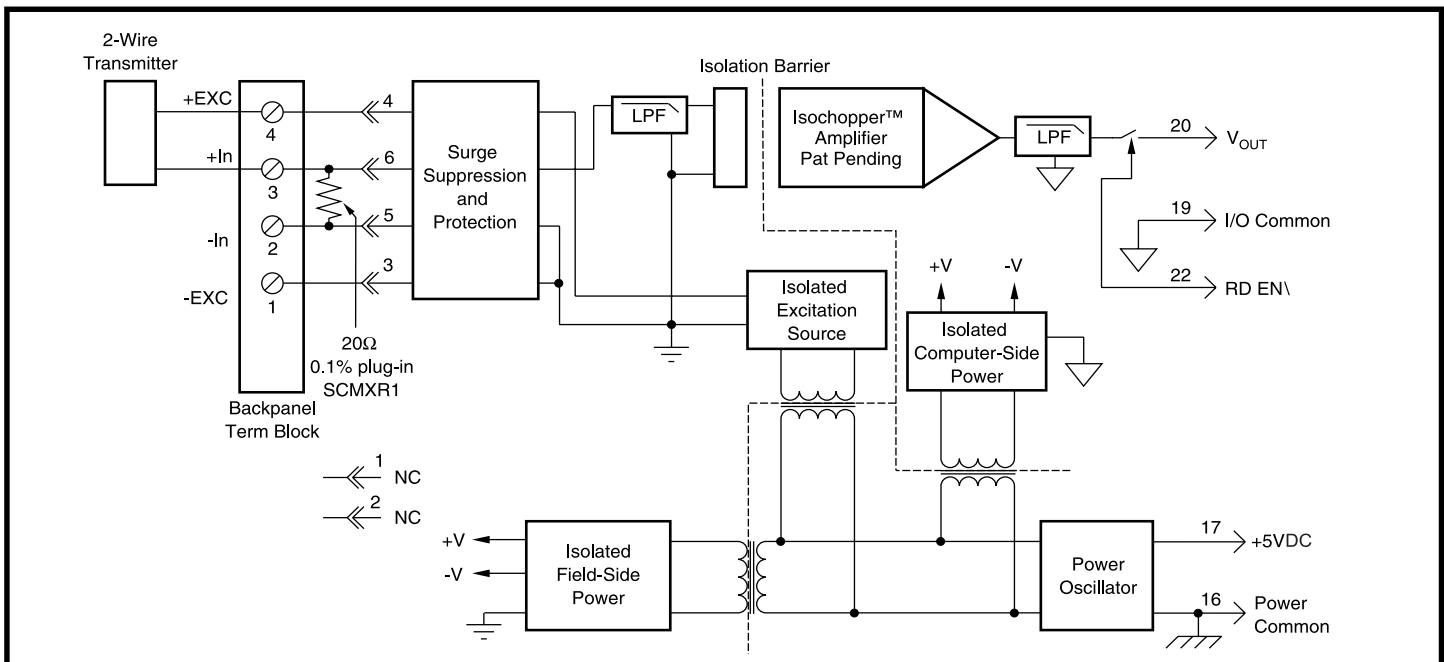 2-Wire
Transmitter
+EXC
4
4
+In
3
6
-In
2
5
-EXC
1
3
20Ω
0.1% plug-in
SCMXR1
Backpanel
Term Block
Surge
Suppression
and
Protection
LPF
Isolation Barrier
Isochopper™
Amplifier
Pat Pending
LPF
20
VOUT
19
I/O Common
22
RD EN\
Isolated
Excitation
Source
+V
-V
Isolated
Computer-Side
Power
1
NC
2
NC
+V
-V
Isolated
Field-Side
Power
Power
Oscillator
17
+5VDC
16
Power
Common